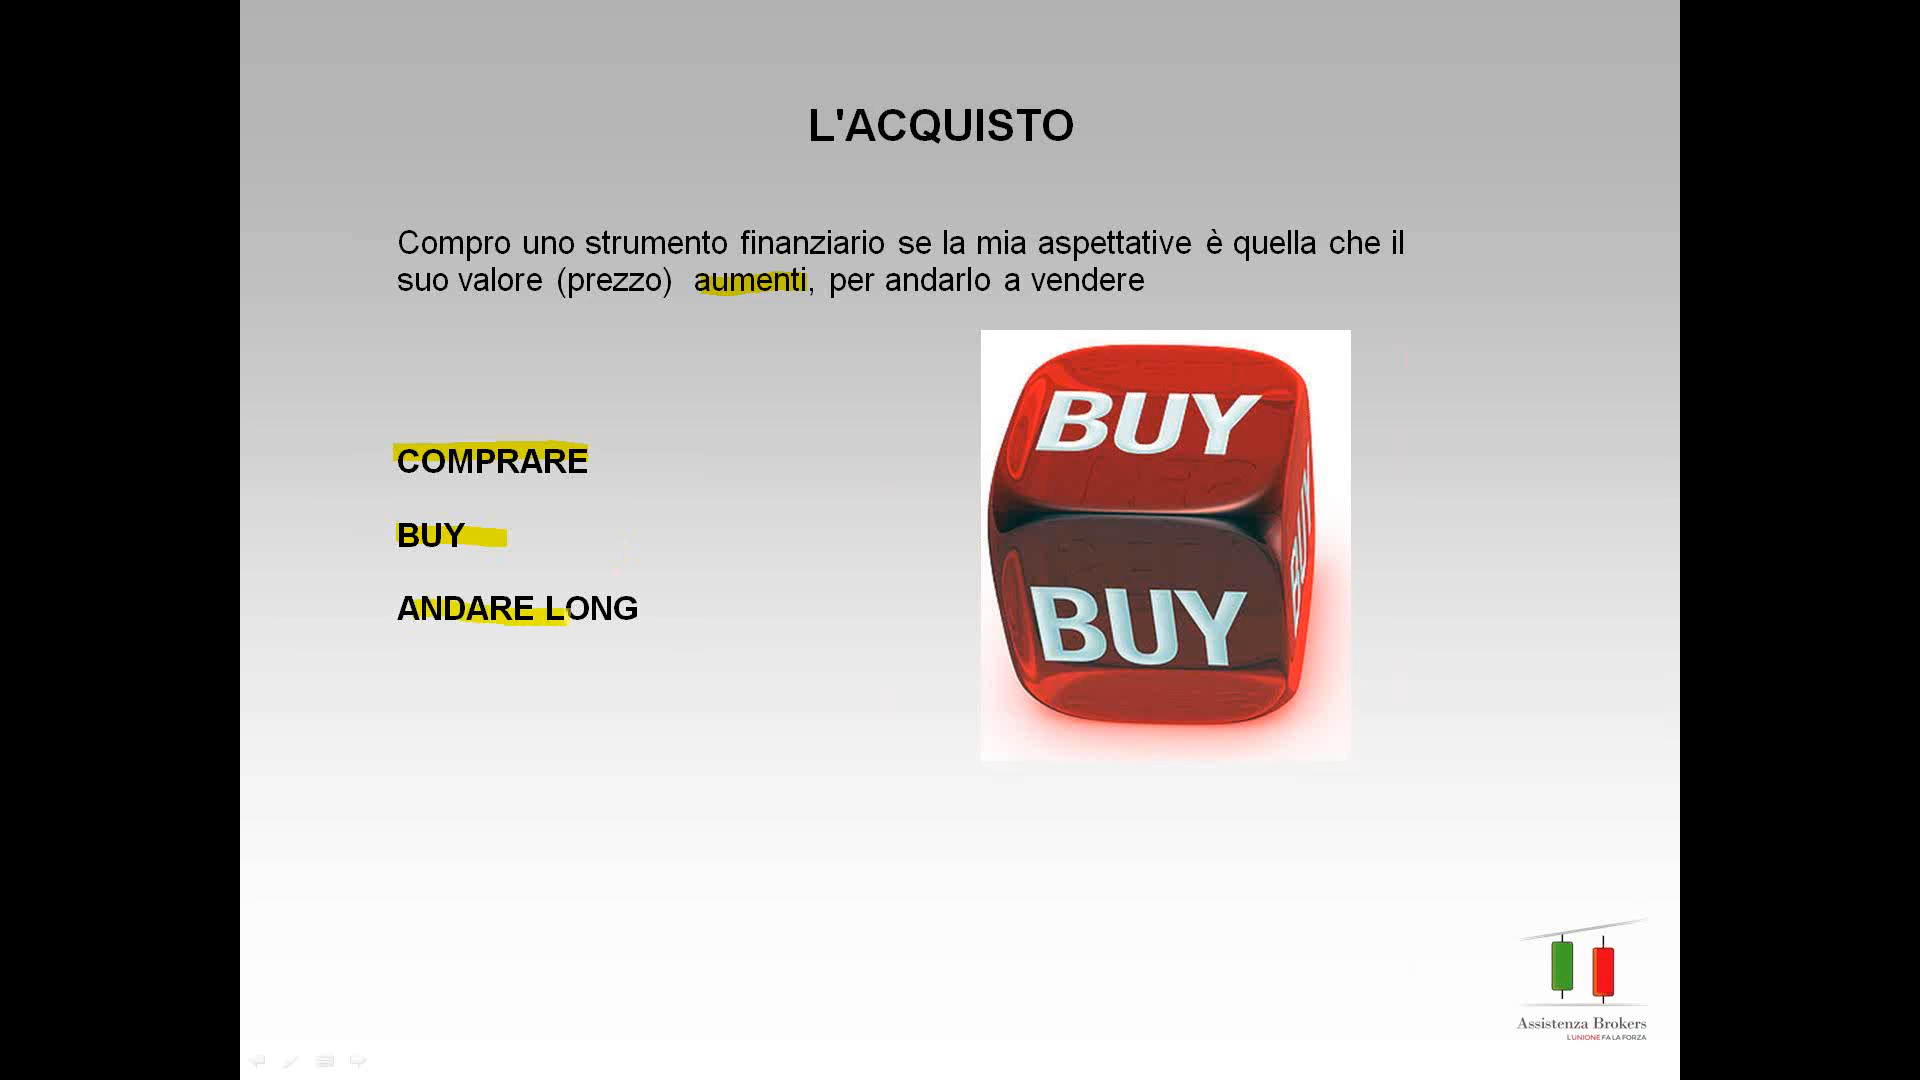 L'ACQUISTO
Compro uno strumento finanziario se la mia aspettative è quella che il
suo valore (prezzo) aumenti, per andarlo a vendere
COMPRARE
BUY
ANDARE LONG
BUY
BUY
BUY
Assistenza Brokers
L'UNIONE FA LA FORZA